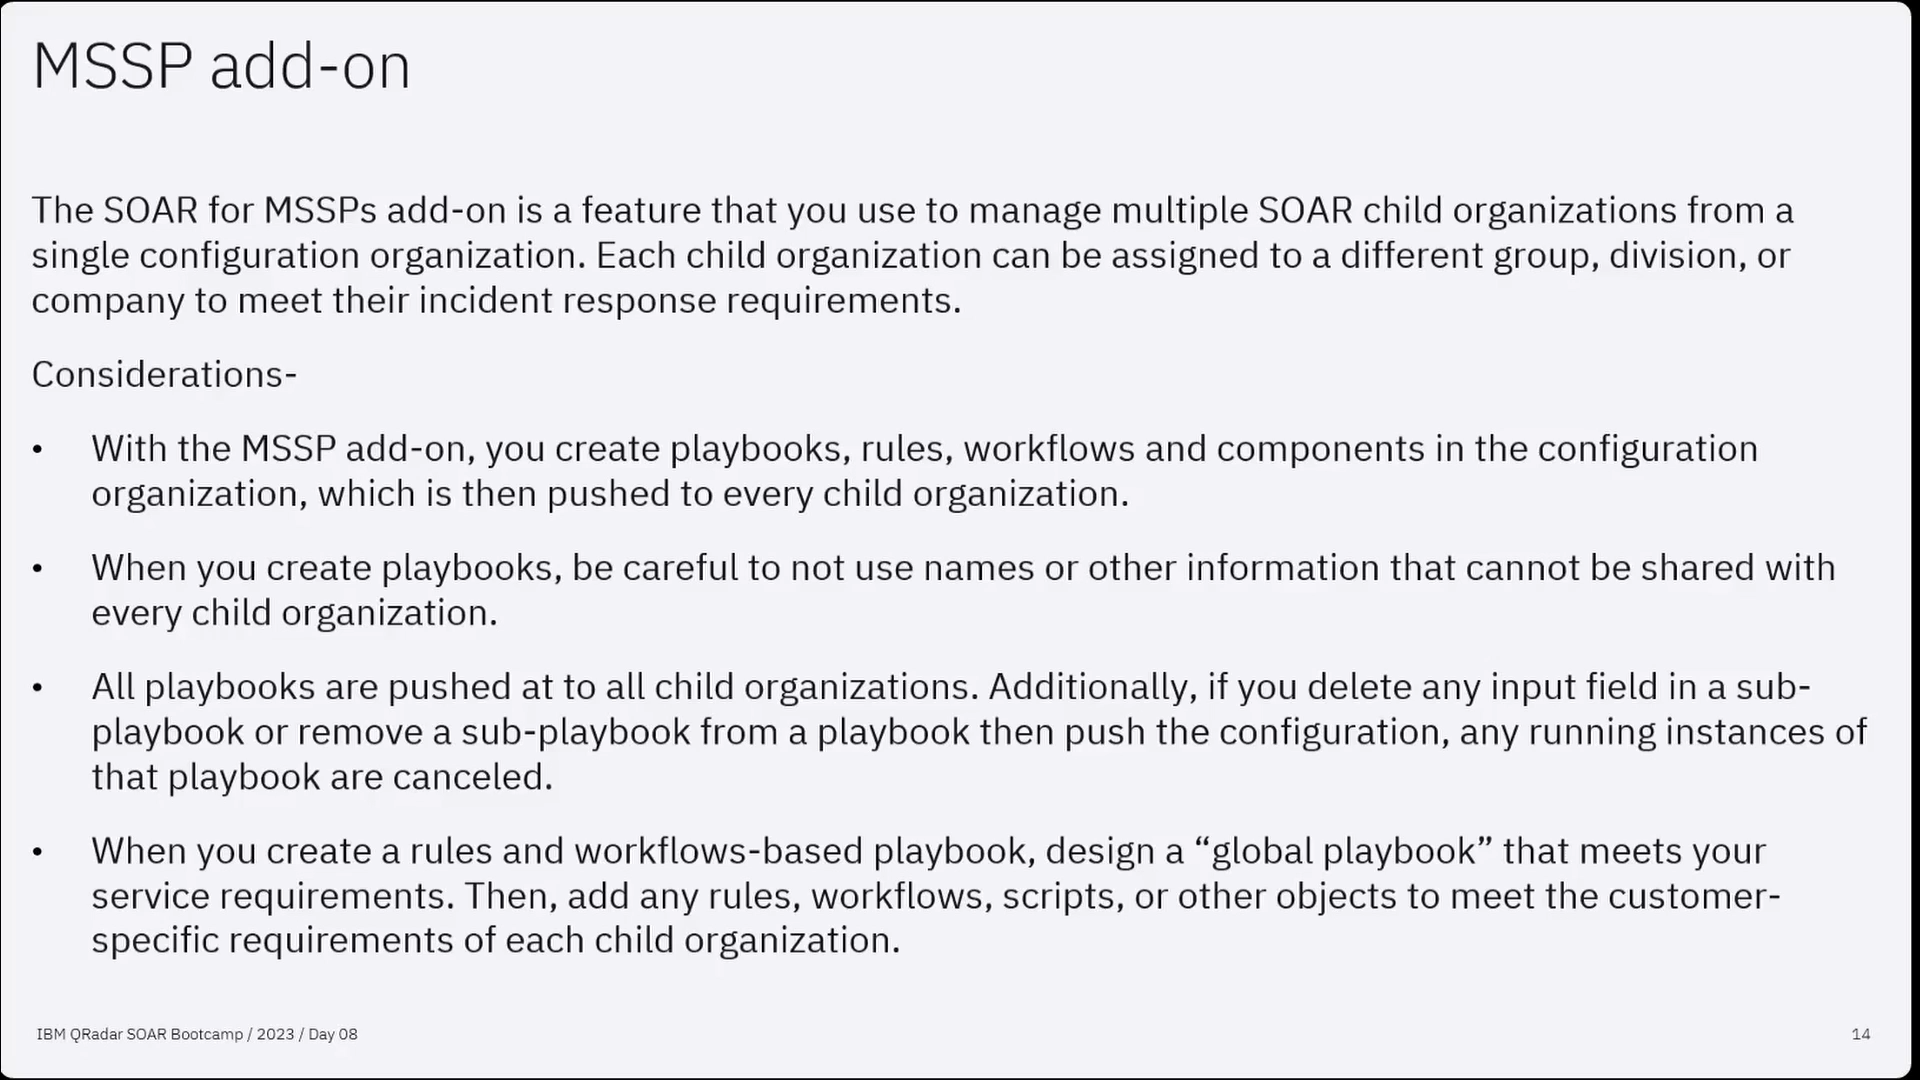 MSSP add-on
The SOAR for MSSPs add-on is a feature that you use to manage multiple SOAR child organizations from a
single configuration organization. Each child organization can be assigned to a different group, division, or
company to meet their incident response requirements.
Considerations-
• With the MSSP add-on, you create playbooks, rules, workflows and components in the configuration
organization, which is then pushed to every child organization.
• When you create playbooks, be careful to not use names or other information that cannot be shared with
every child organization.
• All playbooks are pushed at to all child organizations. Additionally, if you delete any input field in a sub-
playbook or remove a sub-playbook from a playbook then push the configuration, any running instances of
that playbook are canceled.
• When you create a rules and workflows-based playbook, design a “global playbook” that meets your
service requirements. Then, add any rules, workflows, scripts, or other objects to meet the customer-
specific requirements of each child organization.
IBM QRadar SOAR Bootcamp / 2023 / Day 08
14